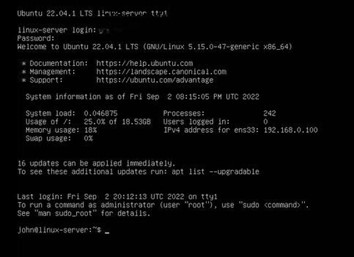 Ubuntu 22.04.1 LTS linux-server tty1
linux-server login:
Password:
Welcome to Ubuntu 22.04.1 LTS (GNU/Linux 5.15.0-47-generic x86_64)
* Documentation: https://help.ubuntu.com
* Management: https://landscape.canonical.com
* Support: https://ubuntu.com/advantage
System information as of Fri Sep 2 08:15:05 PM UTC 2022
System load: 0.046875 Processes: 242
Usage of /: 25.0% of 18.53GB Users logged in: 0
Memory usage: 18% IPv4 address for ens33: 192.168.0.100
Swap usage: 0%
16 updates can be applied immediately.
To see these additional updates run: apt list --upgradable
Last login: Fri Sep 2 20:12:13 UTC 2022 on tty1
To run a command as administrator (user "root"), use "sudo <command>".
See "man sudo_root" for details.
john@linux-server:~$ _